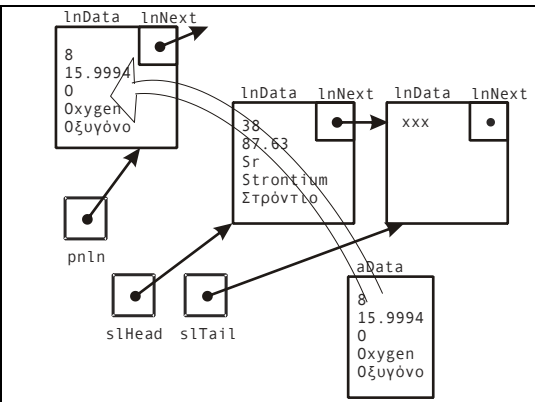 lnData lnNext
8
15.9994
O
Oxygen
Οξυγόνο
pnln
lnData lnNext
38
87.63
Sr
Strontium
Στρόντιο
lnData lnNext
xxx
slHead slTail
aData
8
15.9994
O
Oxygen
Οξυγόνο